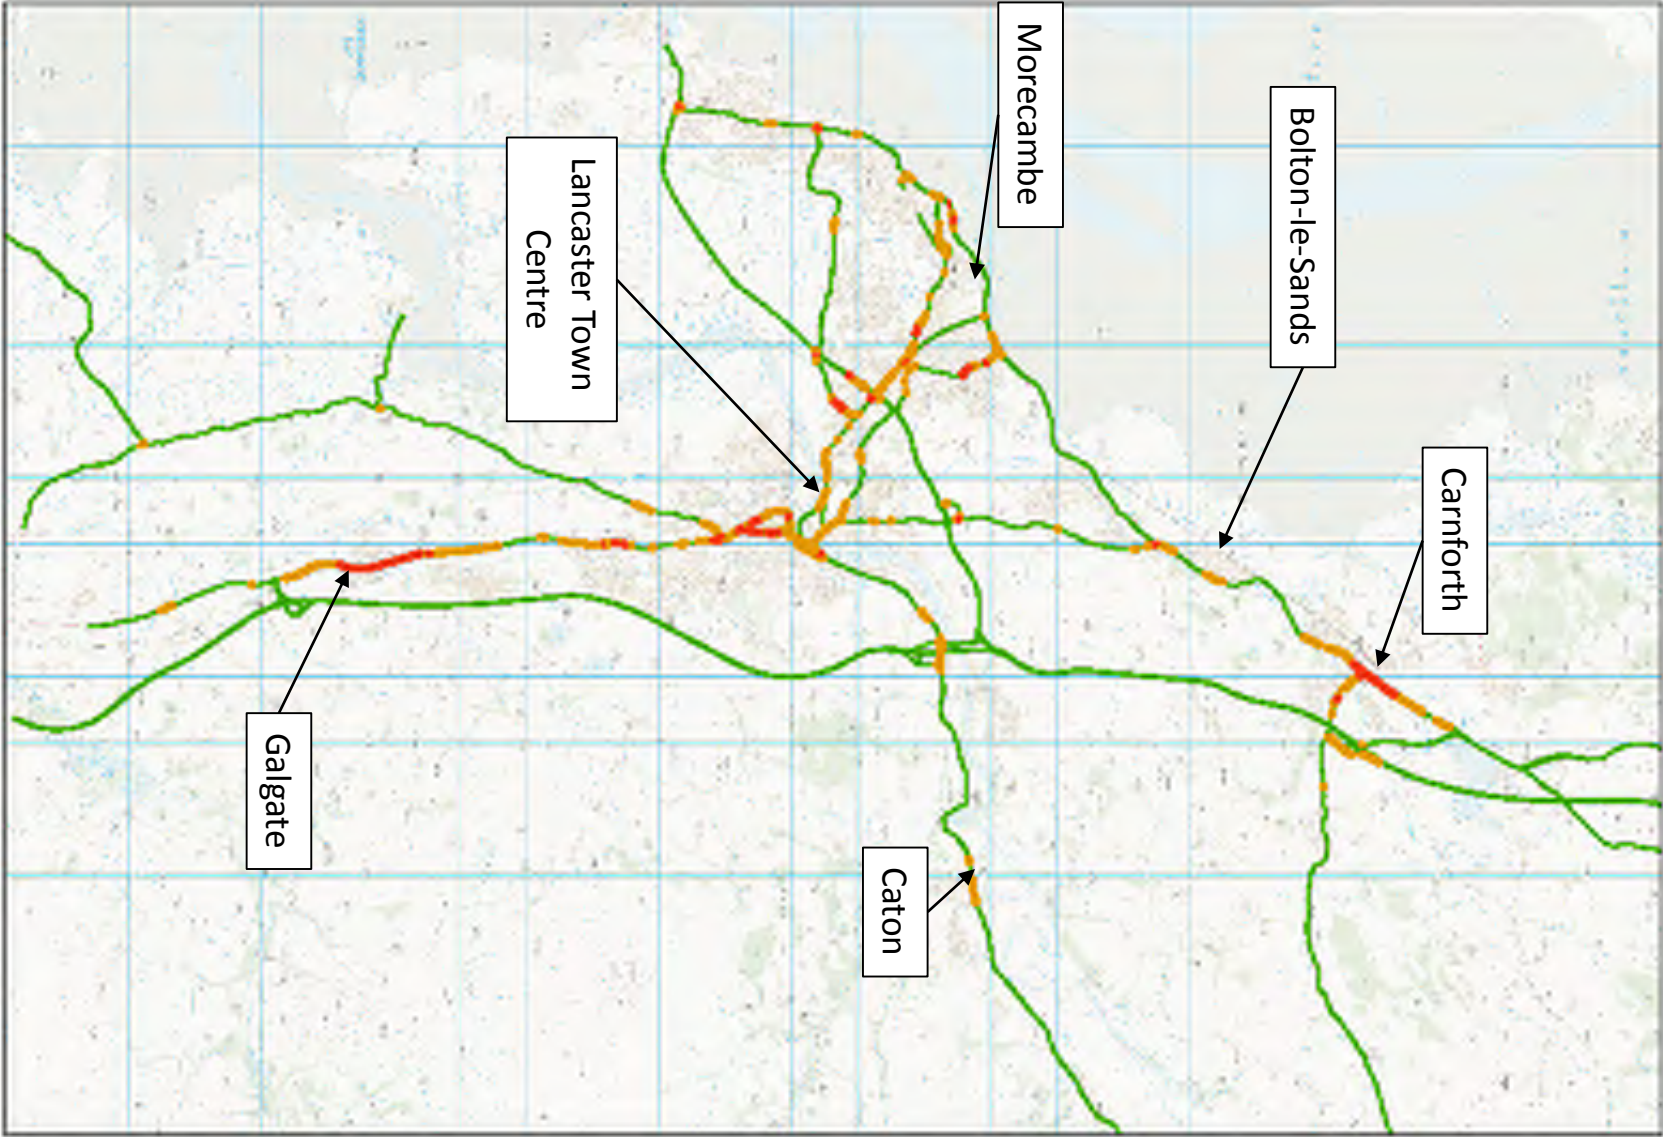 Morecambe
Bolton-le-Sands
Lancaster Town
Centre
Carnforth
Galgate
Caton